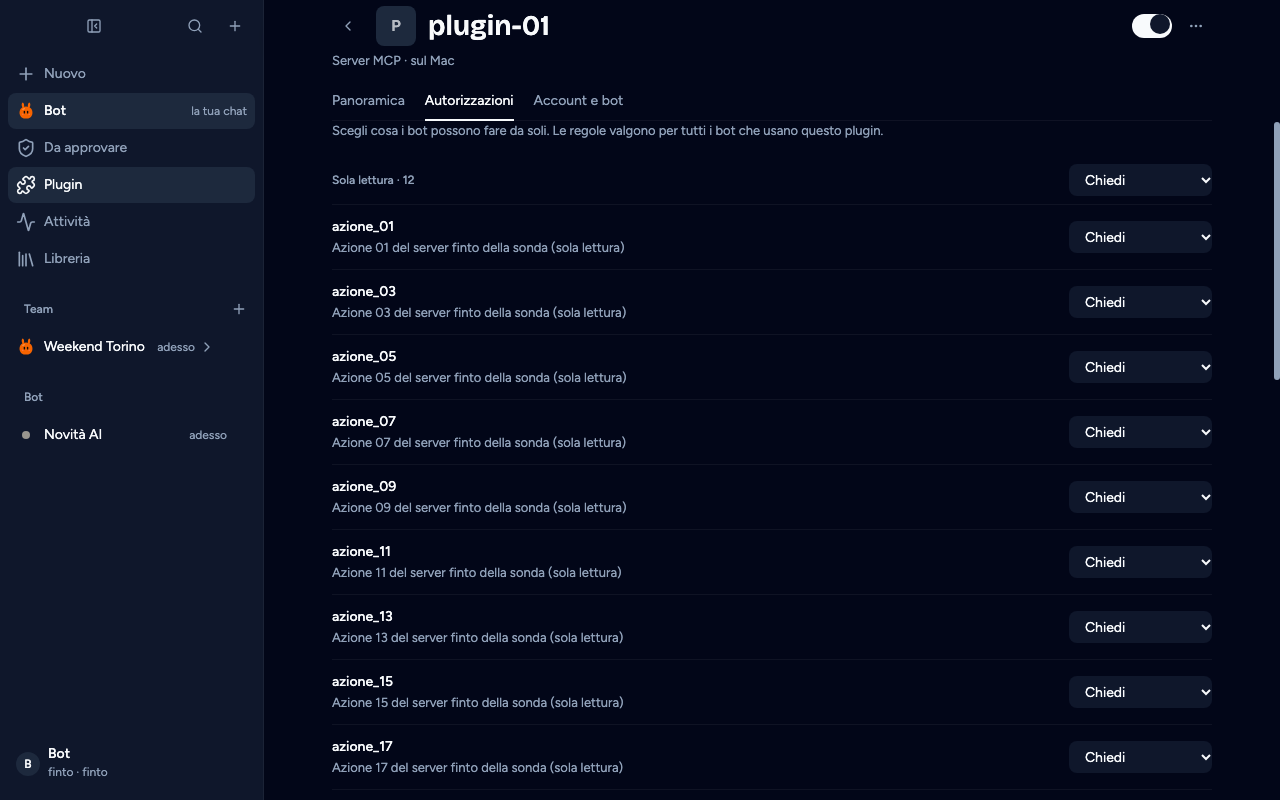 Nuovo
Bot
la tua chat
Da approvare
Plugin
Attività
Libreria
Team
Weekend Torino
adesso
Bot
Novità AI
adesso
B
Bot
finto · finto
P
plugin-01
Server MCP · sul Mac
Panoramica
Autorizzazioni
Account e bot
Scegli cosa i bot possono fare da soli. Le regole valgono per tutti i bot che usano questo plugin.
Sola lettura · 12
Chiedi
azione_01
Azione 01 del server finto della sonda (sola lettura)
Chiedi
azione_03
Azione 03 del server finto della sonda (sola lettura)
Chiedi
azione_05
Azione 05 del server finto della sonda (sola lettura)
Chiedi
azione_07
Azione 07 del server finto della sonda (sola lettura)
Chiedi
azione_09
Azione 09 del server finto della sonda (sola lettura)
Chiedi
azione_11
Azione 11 del server finto della sonda (sola lettura)
Chiedi
azione_13
Azione 13 del server finto della sonda (sola lettura)
Chiedi
azione_15
Azione 15 del server finto della sonda (sola lettura)
Chiedi
azione_17
Azione 17 del server finto della sonda (sola lettura)
Chiedi